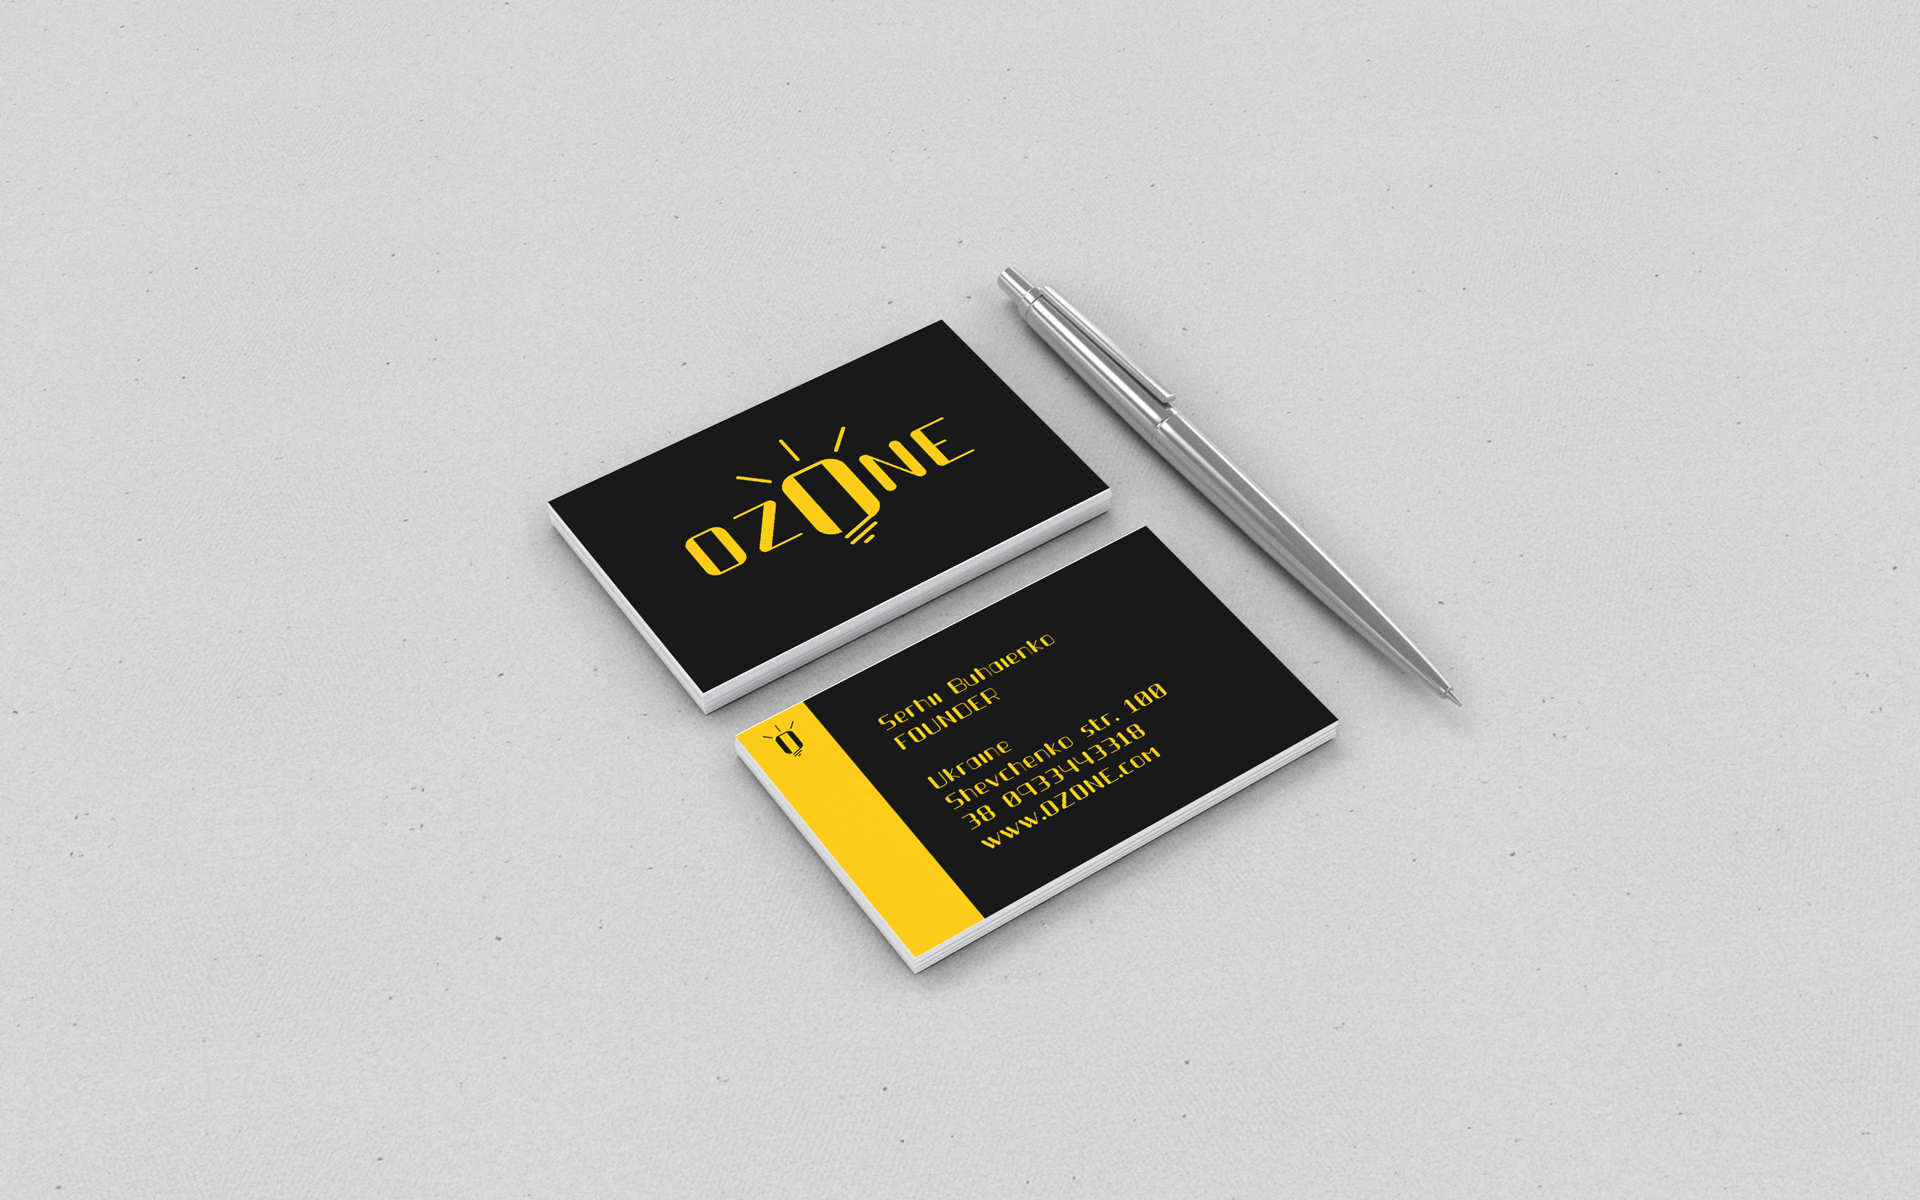 OZONE
Serhii Buhaienko
FOUNDER
Ukraine
Shevchenko str. 100
38 0933443318
www.OZONE.com